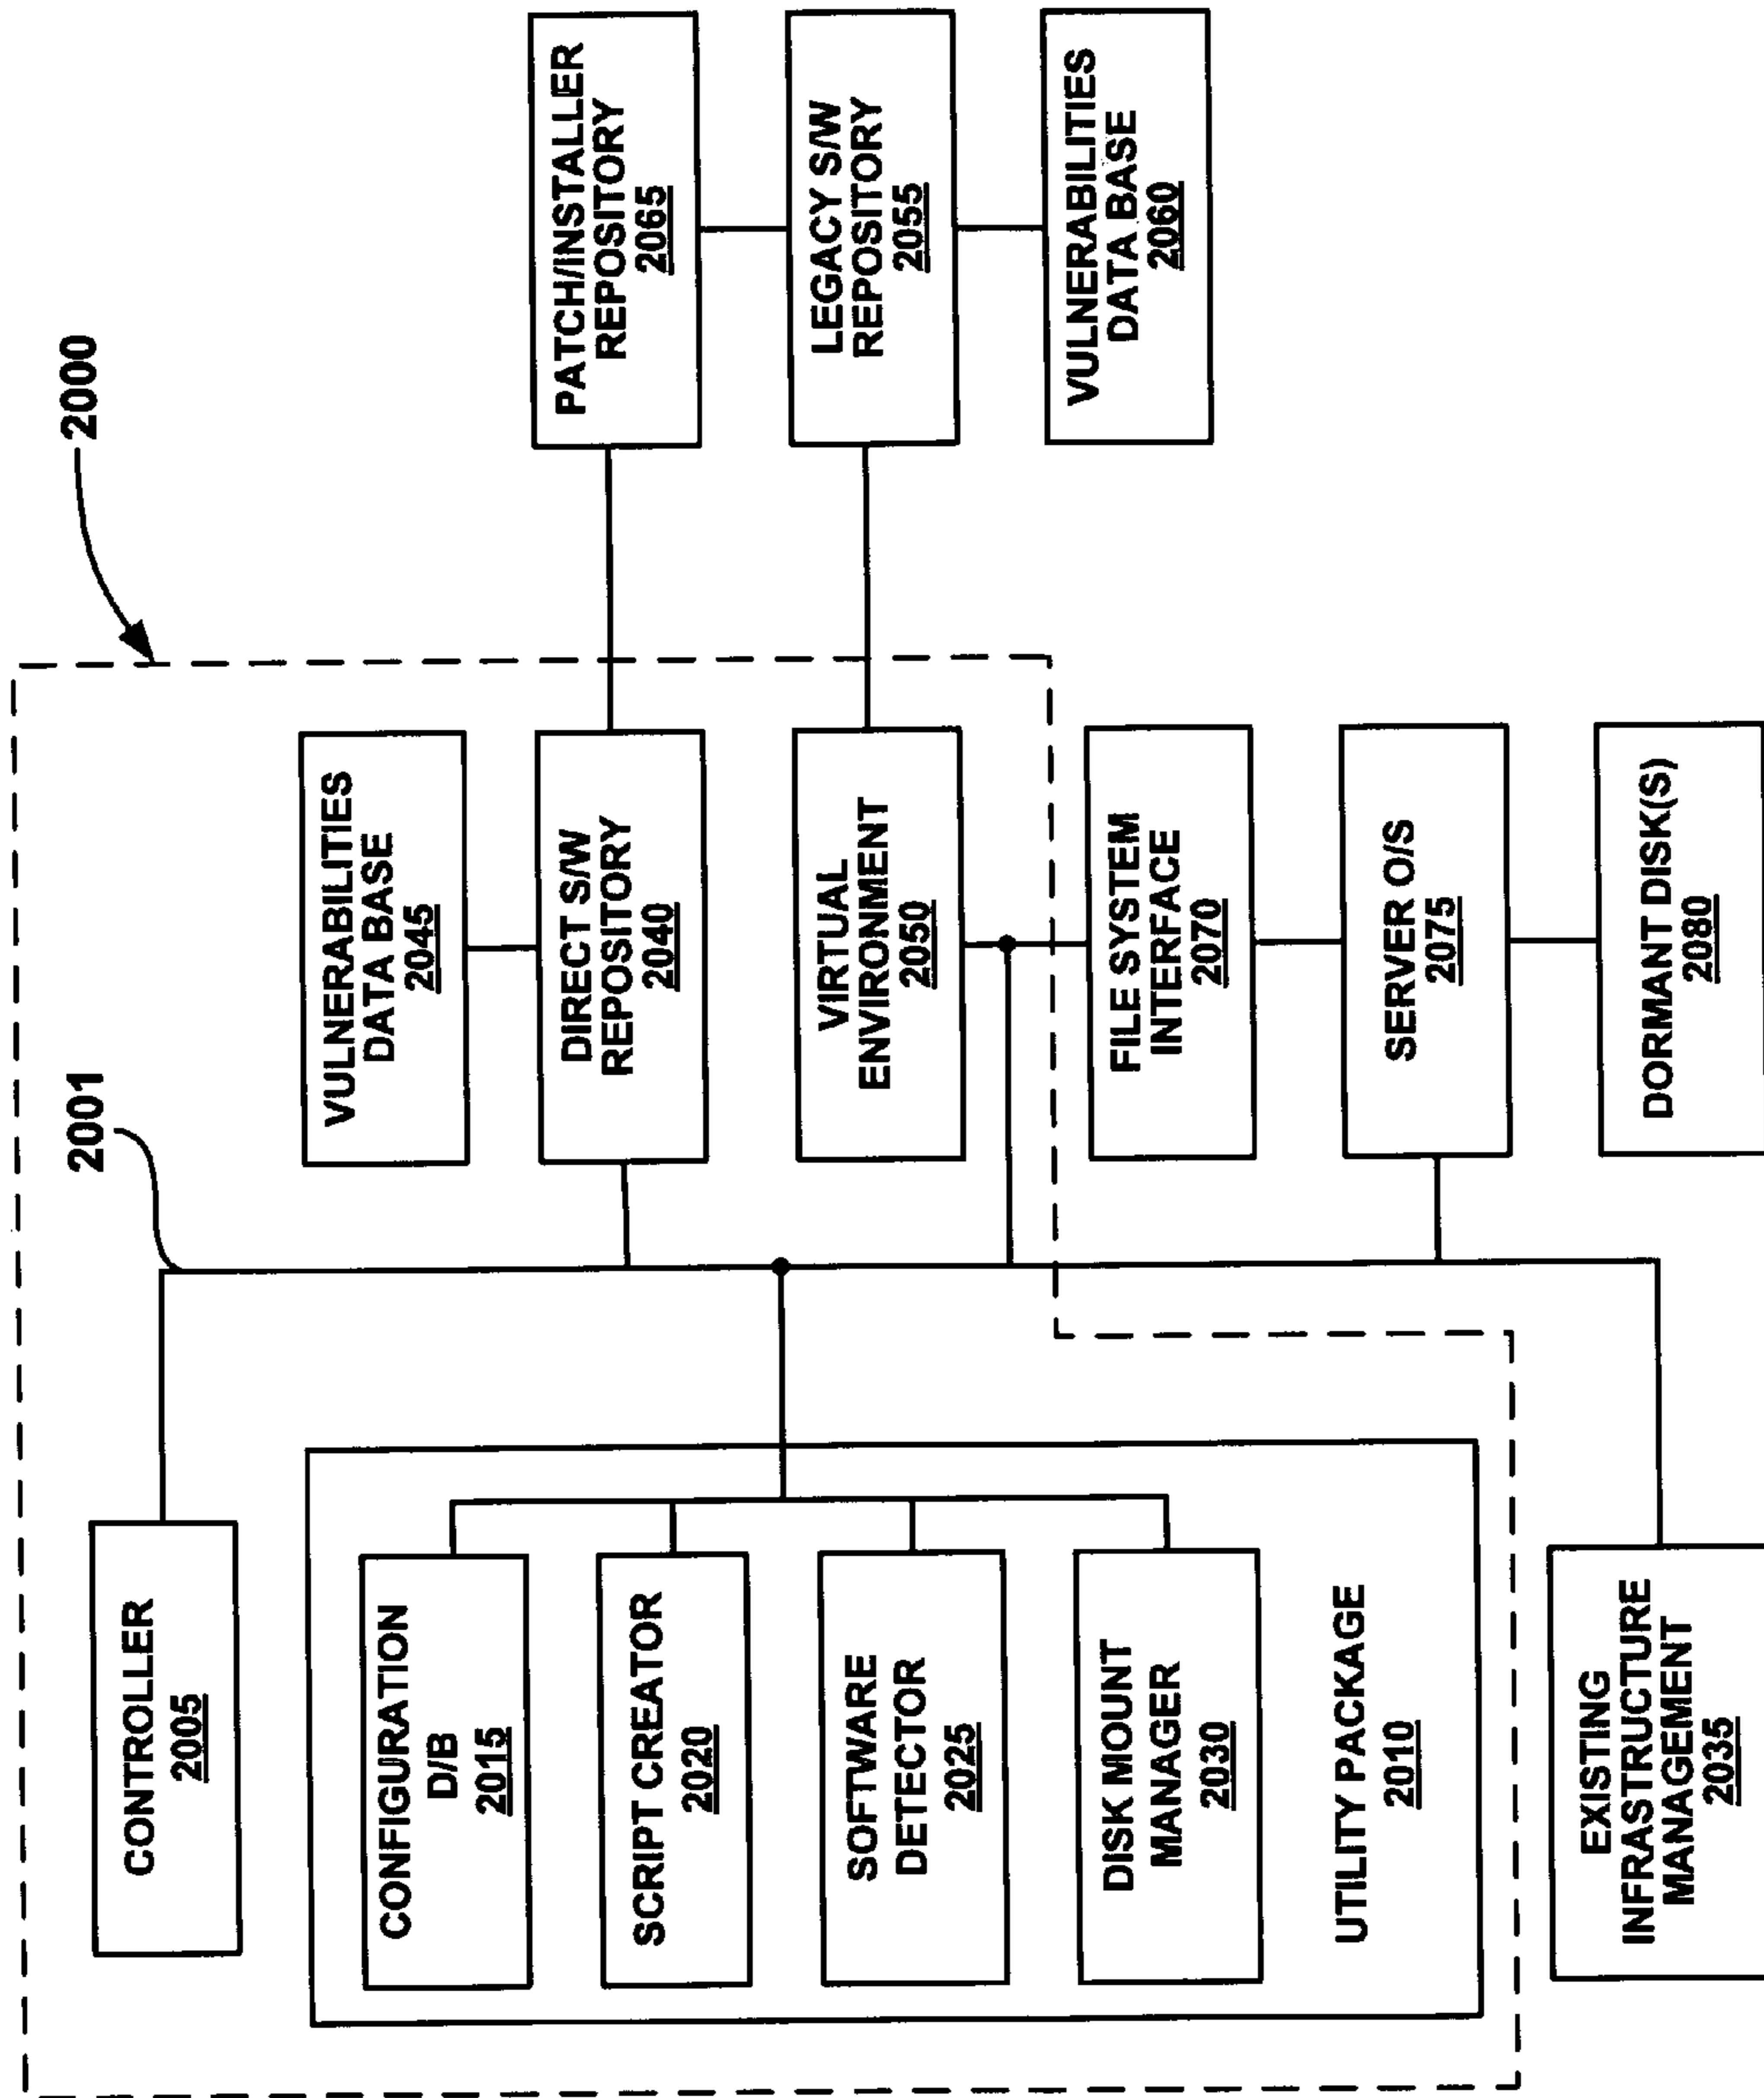 2000
2001
CONTROLLER
2005
CONFIGURATION
D/B
2015
SCRIPT CREATOR
2020
SOFTWARE
DETECTOR
2025
DISK MOUNT
MANAGER
2030
UTILITY PACKAGE
2010
EXISTING
INFRASTRUCTURE
MANAGEMENT
2035
VULNERABILITIES
DATA BASE
2045
DIRECT S/W
REPOSITORY
2040
VIRTUAL
ENVIRONMENT
2050
FILE SYSTEM
INTERFACE
2070
SERVER O/S
2075
DORMANT DISK(S)
2080
PATCH/INSTALLER
REPOSITORY
2065
LEGACY S/W
REPOSITORY
2055
VULNERABILITIES
DATA BASE
2060